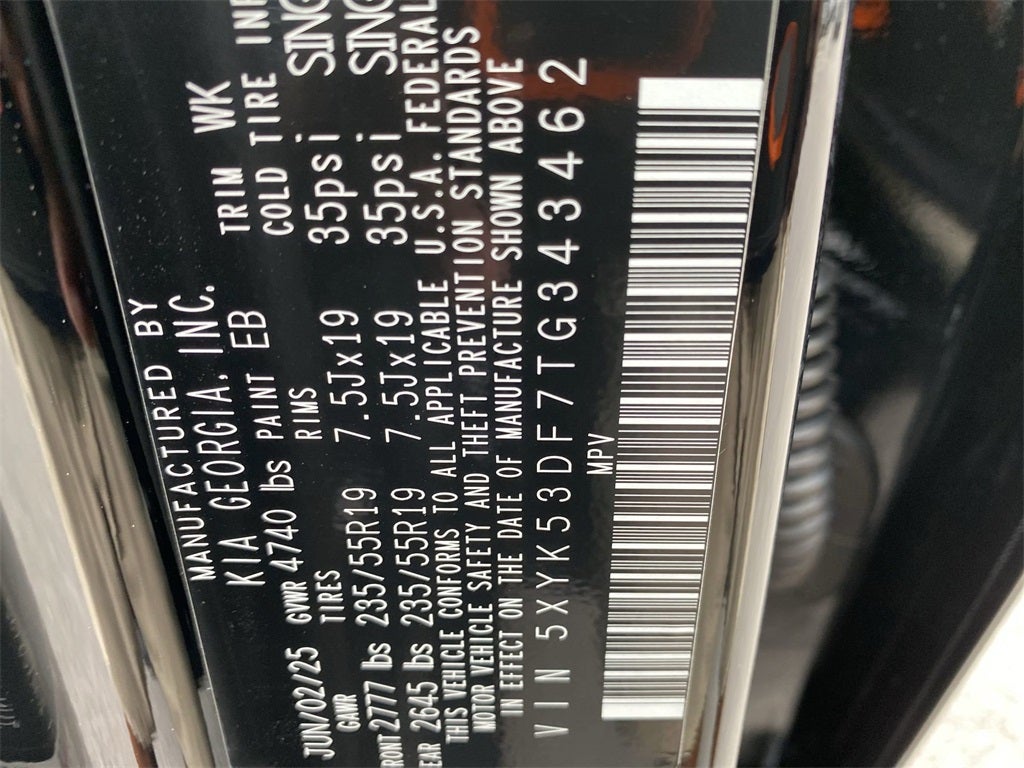 MANUFACTURED BY
KIA GEORGIA, INC.
JUN/02/25 GVWR 4740 lbs PAINT EB TRIM WK
GAWR TIRES RIMS COLD TIRE
2777 lbs 235/55R19 7.5Jx19 35psi
2645 lbs 235/55R19 7.5Jx19 35psi
THIS VEHICLE CONFORMS TO ALL APPLICABLE U.S.A. FEDERAL
MOTOR VEHICLE SAFETY AND THEFT PREVENTION STANDARDS
IN EFFECT ON THE DATE OF MANUFACTURE SHOWN ABOVE
VIN 5XYK53DF7TG343462
MPV